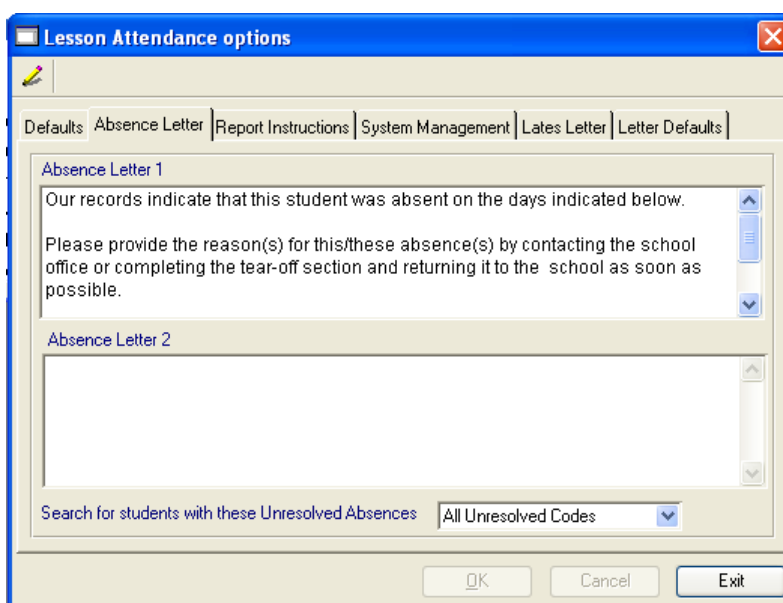 Lesson Attendance options
Defaults Absence Letter Report Instructions System Management Lates Letter Letter Defaults
Absence Letter 1
Our records indicate that this student was absent on the days indicated below.
Please provide the reason(s) for this/these absence(s) by contacting the school
office or completing the tear-off section and returning it to the school as soon as
possible.
Absence Letter 2
Search for students with these Unresolved Absences All Unresolved Codes
OK Cancel Exit